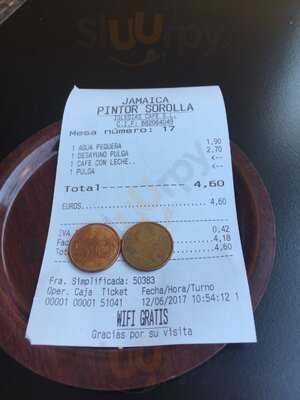 JAMAICA
PINTOR SOROLLA
IGLESIAS CAFE S.L.
Mesa número: 17
1 AGUA PEQUEÑA 1,90
1 DESAYUNO PULGA 2,70
1 CAFE CON LECHE.. <--
1 PULGA <--
Total---------------- 4,60
EUROS.................. 4,60
IVA 0,42
4,18
4,60
Fra. Simplificada: 50383
Oper. Caja Ticket Fecha/Hora/Turno
00001 00001 51041 12/06/2017 10:54:12 1
WIFI GRATIS
Gracias por su visita